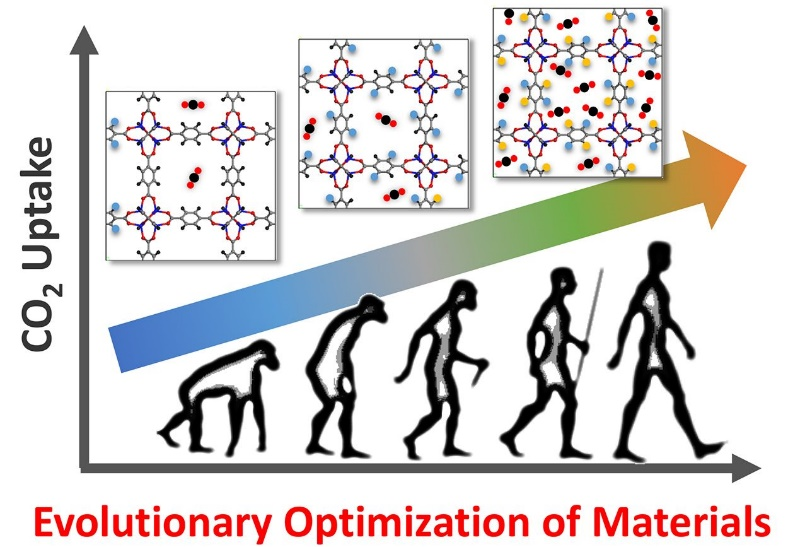 CO₂ Uptake
Evolutionary Optimization of Materials